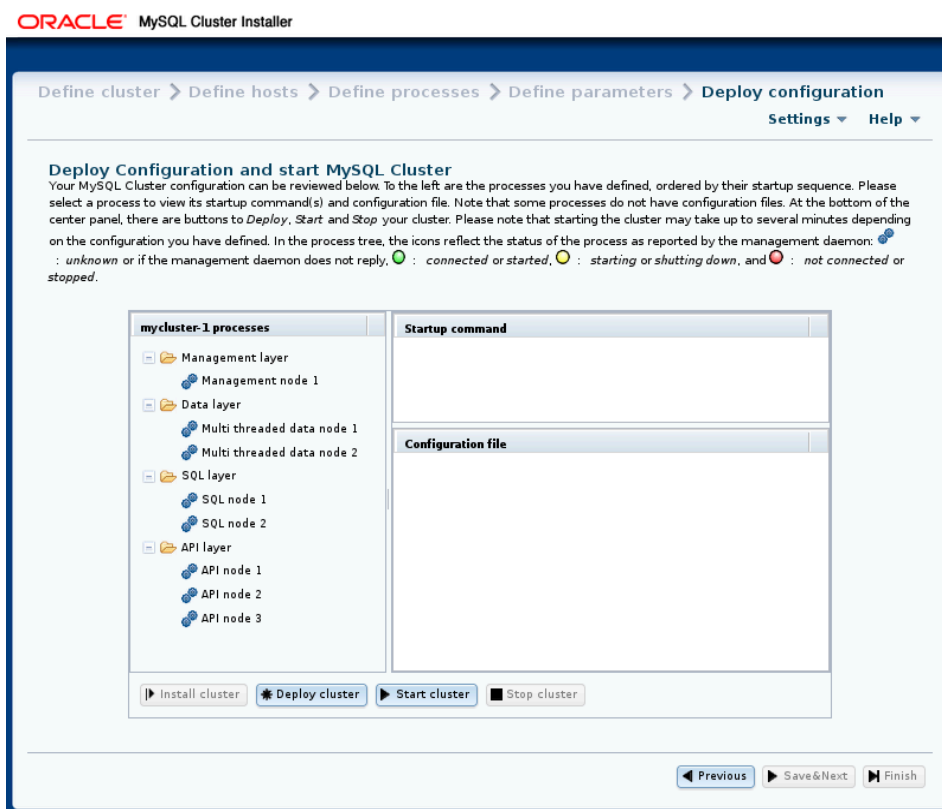 ORACLE MySQL Cluster Installer
Define cluster > Define hosts > Define processes > Define parameters > Deploy configuration
Settings Help
Deploy Configuration and start MySQL Cluster
Your MySQL Cluster configuration can be reviewed below. To the left are the processes you have defined, ordered by their startup sequence. Please
select a process to view its startup command(s) and configuration file. Note that some processes do not have configuration files. At the bottom of the
center panel, there are buttons to Deploy, Start and Stop your cluster. Please note that starting the cluster may take up to several minutes depending
on the configuration you have defined. In the process tree, the icons reflect the status of the process as reported by the management daemon:
: unknown or if the management daemon does not reply, : connected or started, : starting or shutting down, and : not connected or
stopped.
mycluster-1 processes
Management layer
Management node 1
Data layer
Multi threaded data node 1
Multi threaded data node 2
SQL layer
SQL node 1
SQL node 2
API layer
API node 1
API node 2
API node 3
Startup command
Configuration file
Install cluster Deploy cluster Start cluster Stop cluster
Previous Save&Next Finish